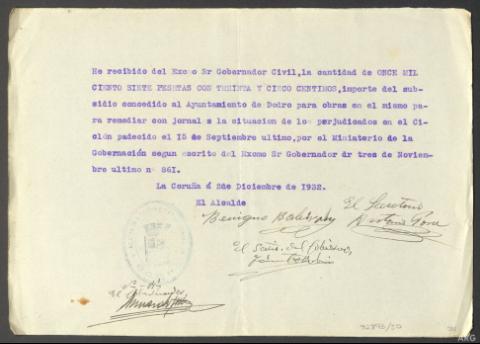 He recibido del Excmo Sr Gobernador Civil,la cantidad de ONCE MIL
CIENTO SIETE PESETAS CON TREINTA Y CINCO CENTIMOS,importe del sub-
sidio concedido al Ayuntamiento de Dodro para obras en el mismo pa-
ra remediar con jornal s la situacion de los perjudicados en el Ci-
clón padecido el 15 de Septiembre ultimo,por el Ministerio de la
Gobernación segun escrito del Excmo Sr Gobernador dr tres de Noviem-
bre ultimo nº 861.
La Coruña á 2de Diciembre de 1932.
El Alcalde
El Secretario
Benigno
El
ARG